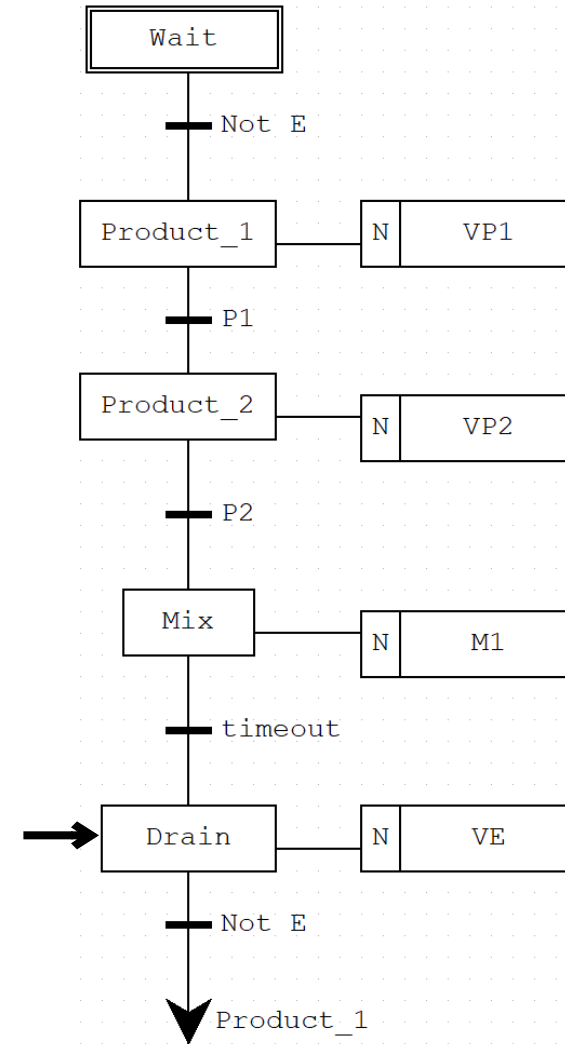 Wait
Not E
Product_1
N VP1
P1
Product_2
N VP2
P2
Mix
N M1
timeout
Drain
N VE
Not E
Product_1